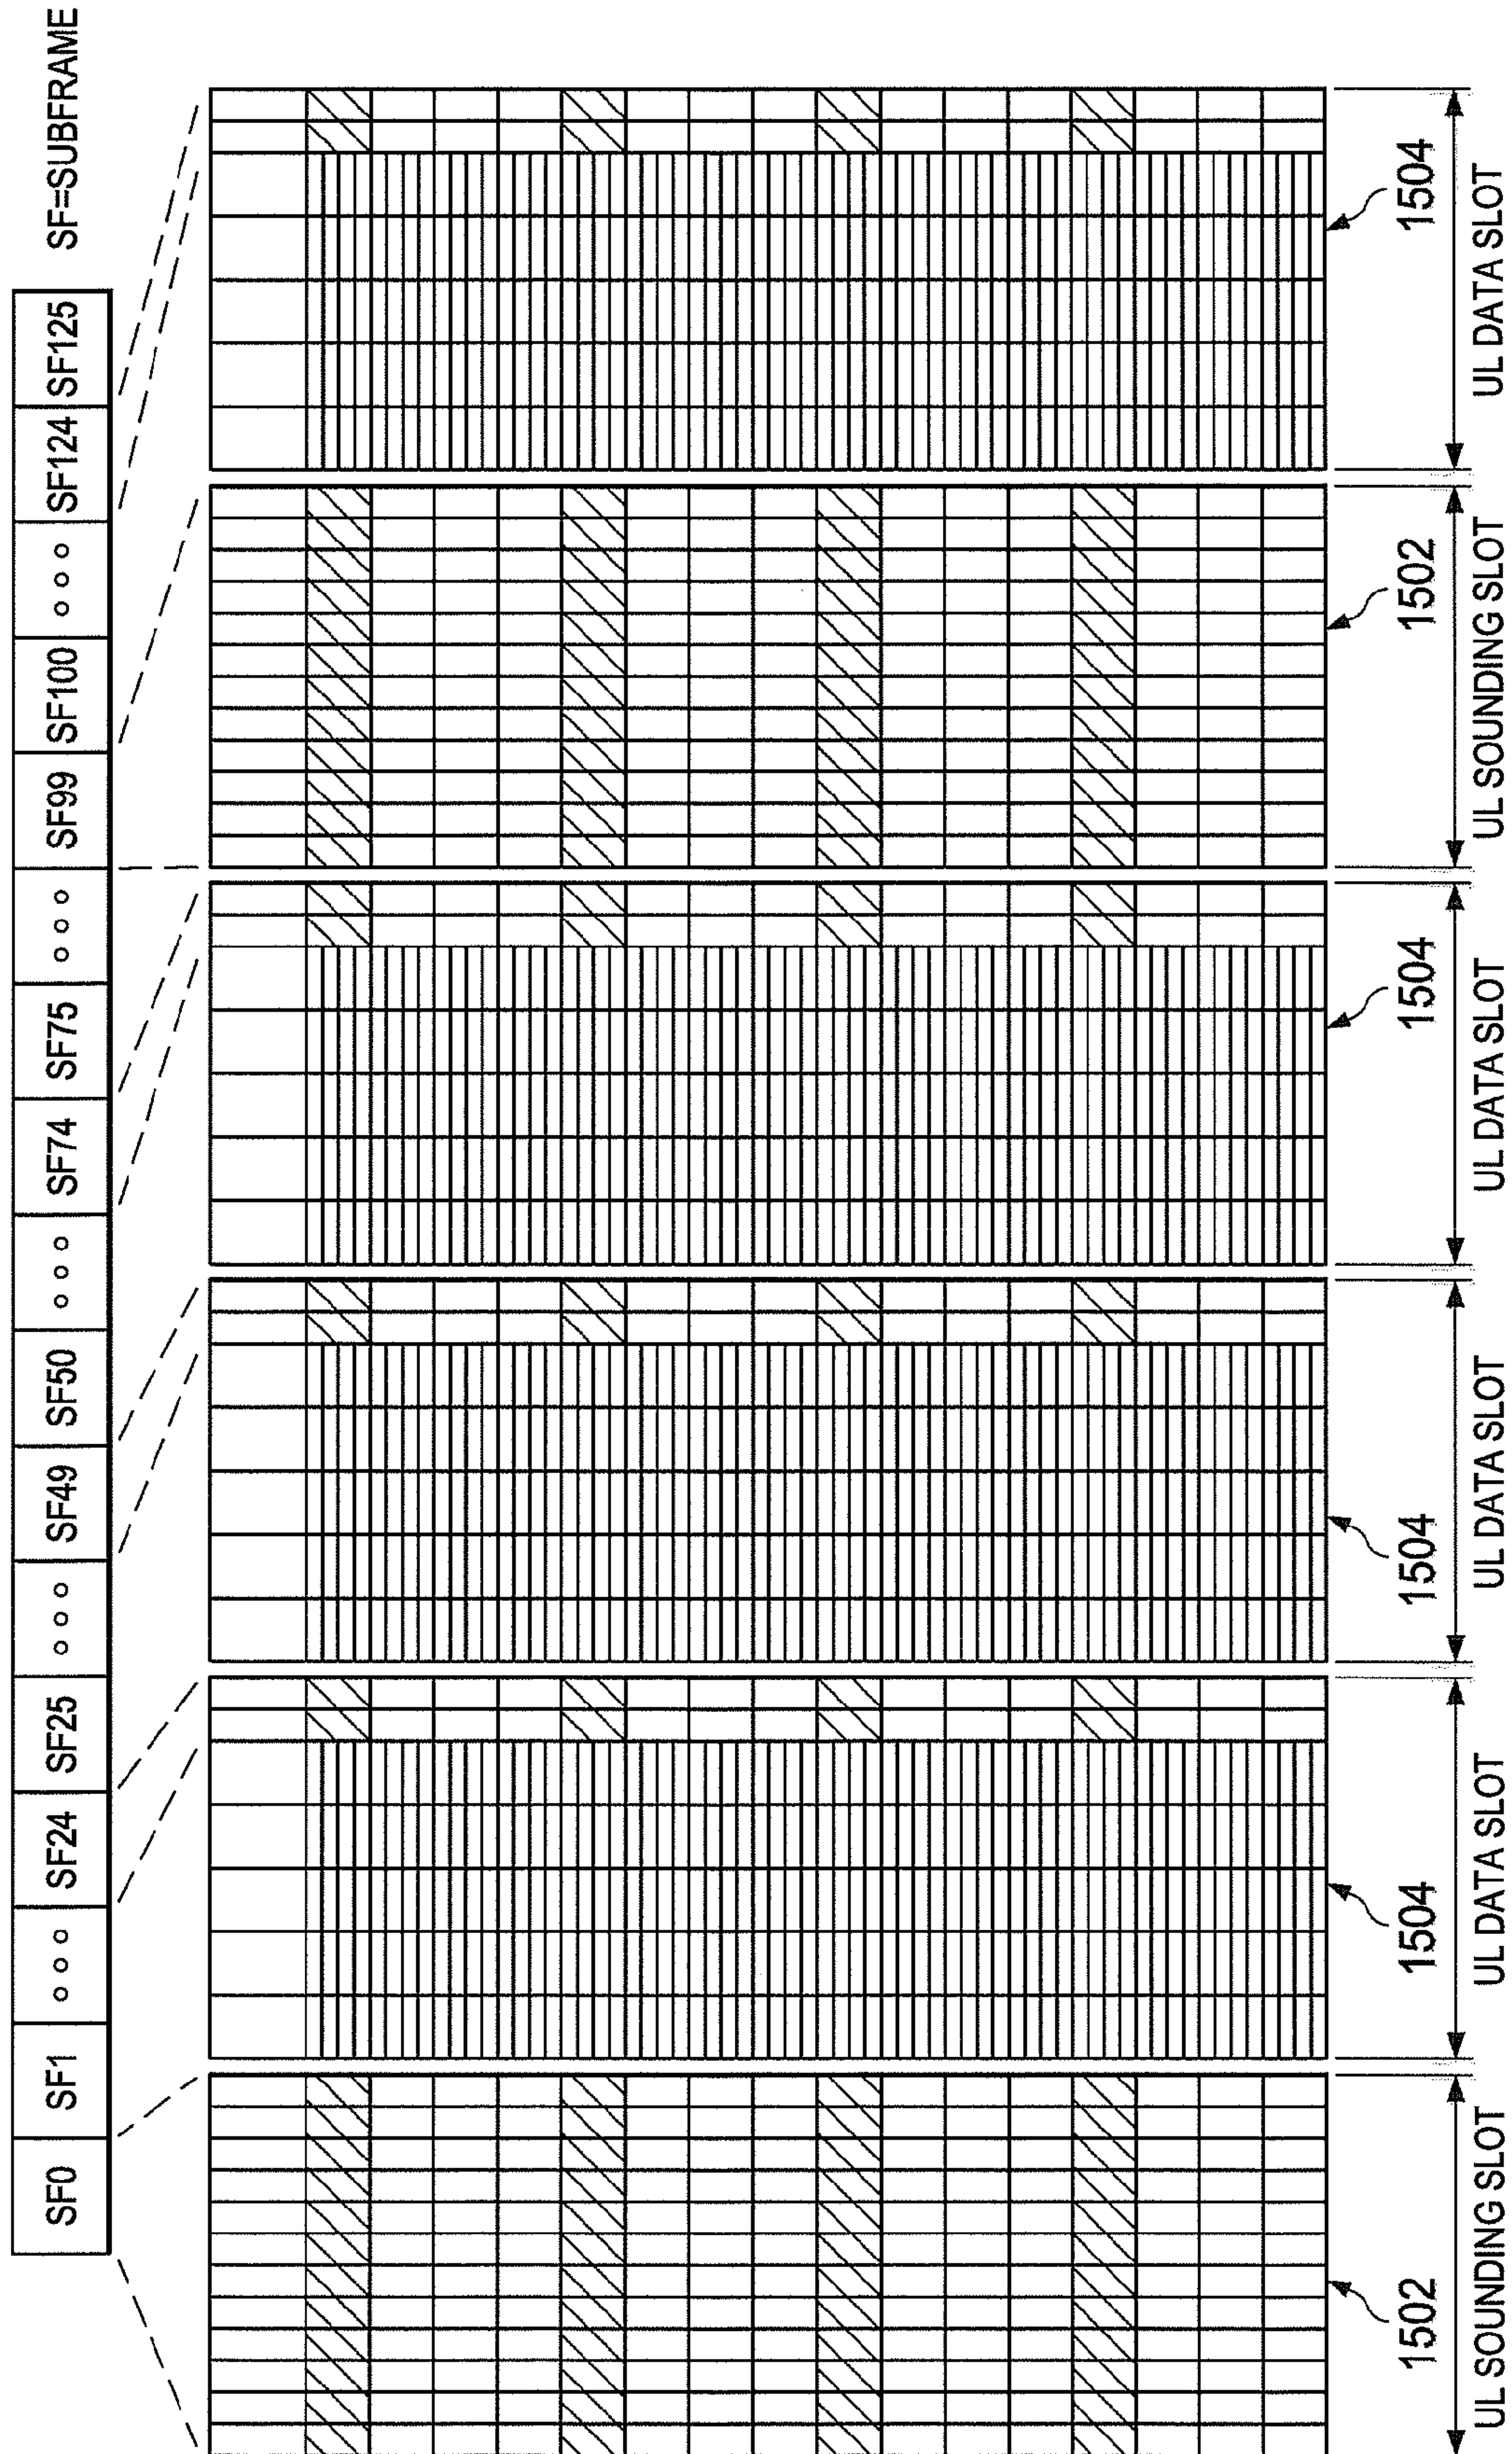 SF=SUBFRAME
SF0 SF1 ° ° ° SF24 SF25 ° ° ° SF49 SF50 ° ° ° SF74 SF75 ° ° ° SF99 SF100 ° ° ° SF124 SF125
1502 1504 1504 1504 1502 1504
UL SOUNDING SLOT UL DATA SLOT UL DATA SLOT UL DATA SLOT UL SOUNDING SLOT UL DATA SLOT